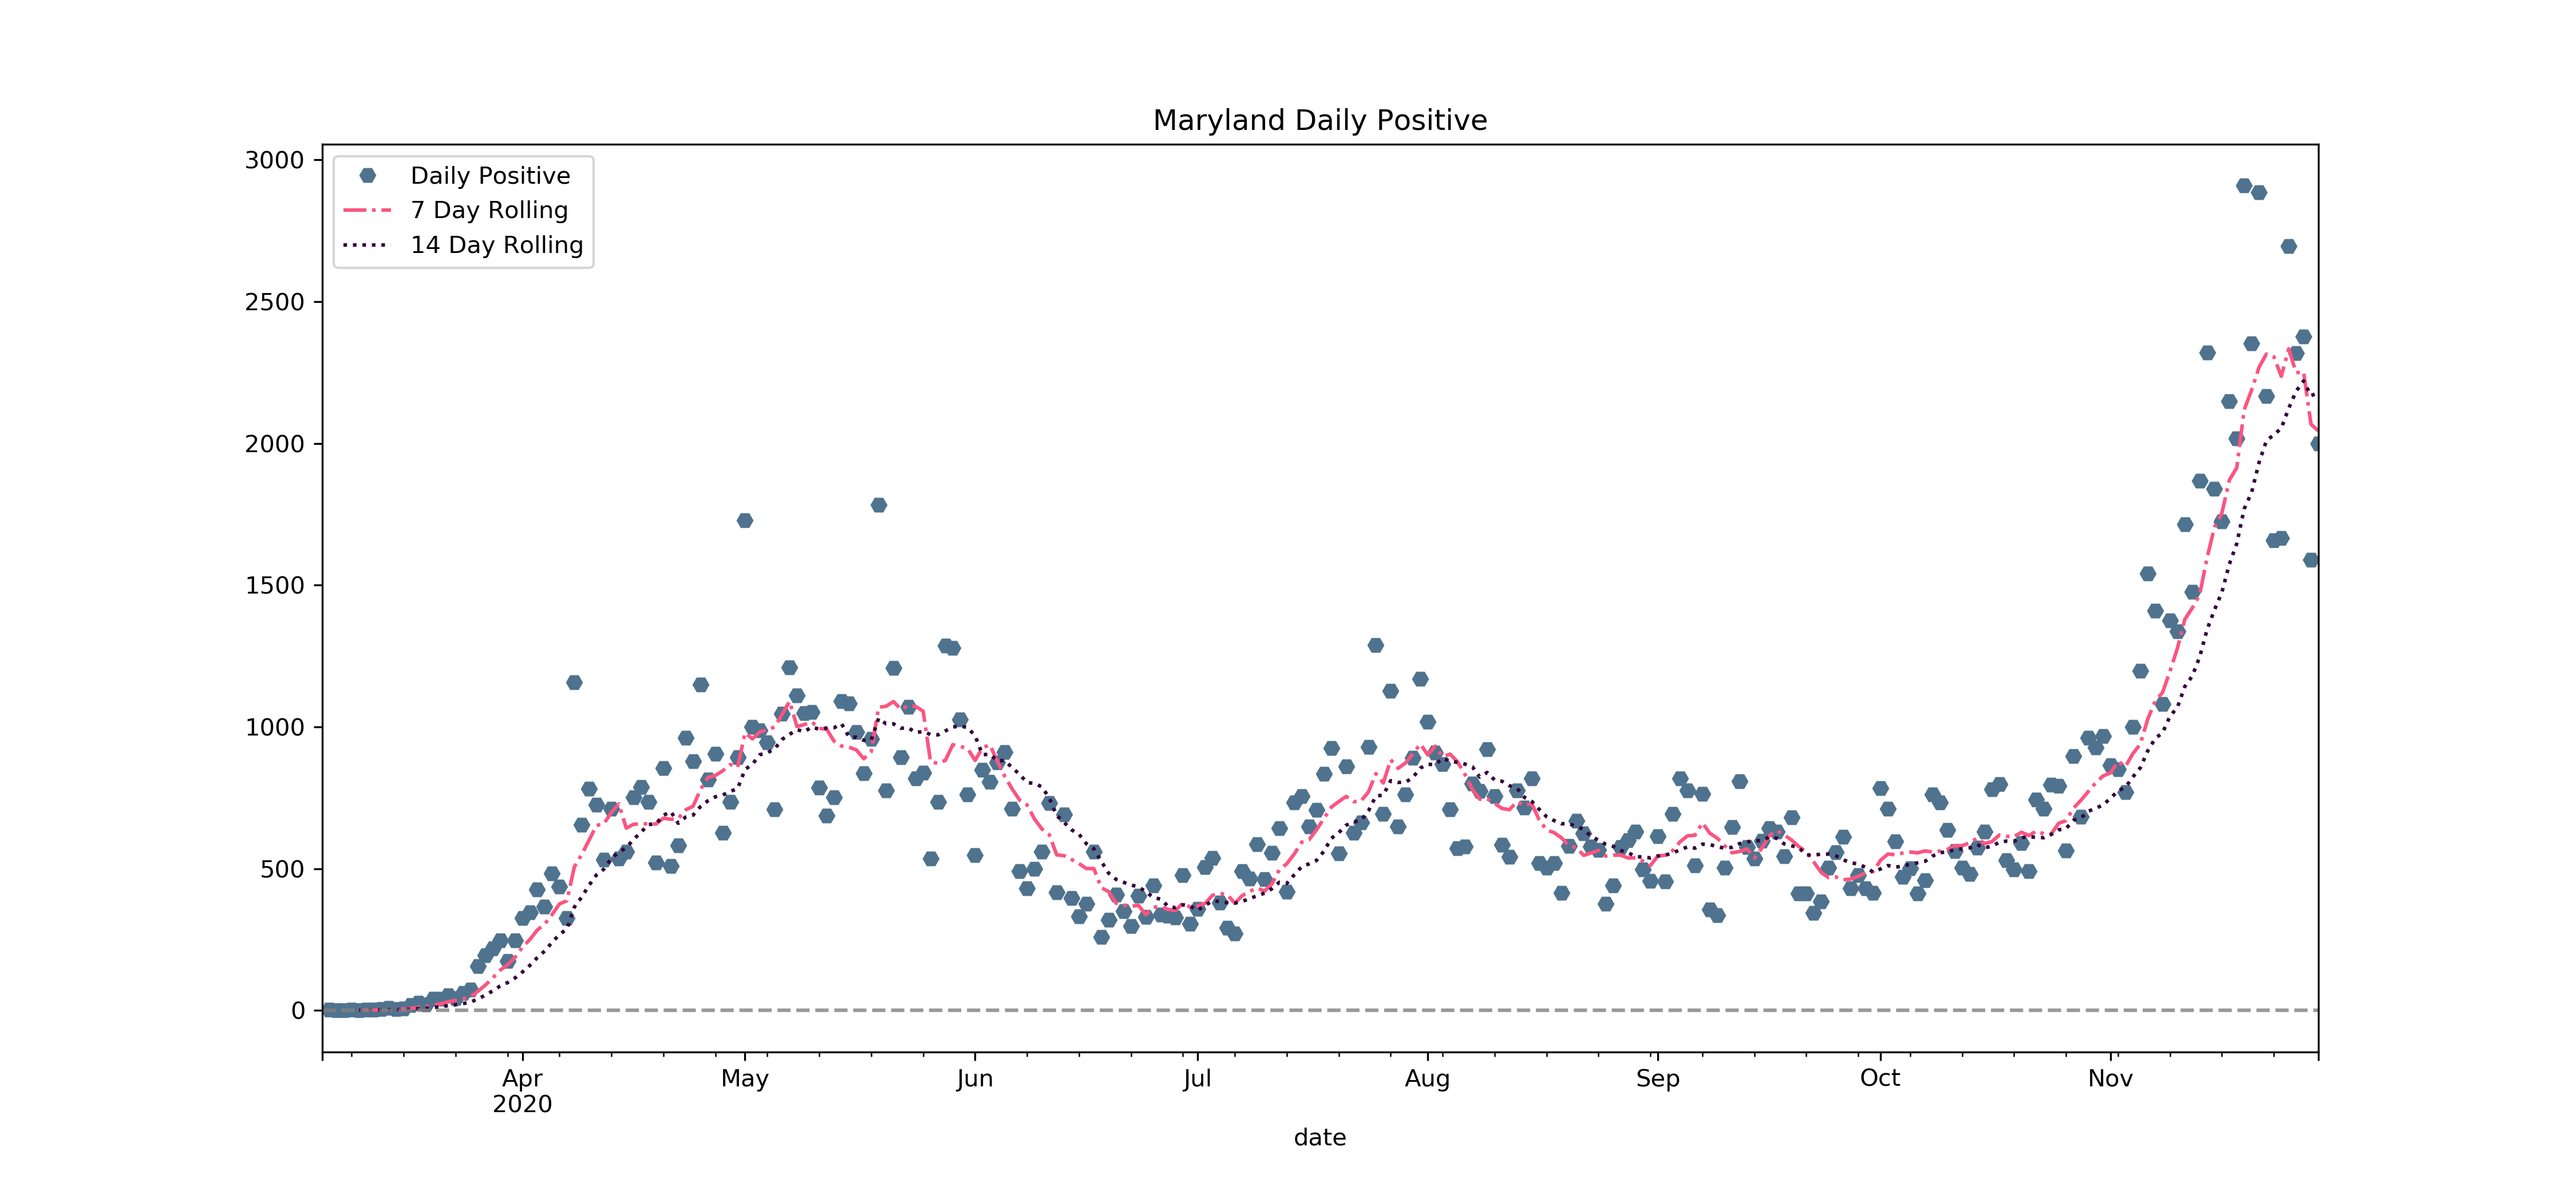 Maryland Daily Positive
3000
2500
2000
1500
1000
500
0
Daily Positive
7 Day Rolling
14 Day Rolling
Apr May Jun Jul Aug Sep Oct Nov
2020
date